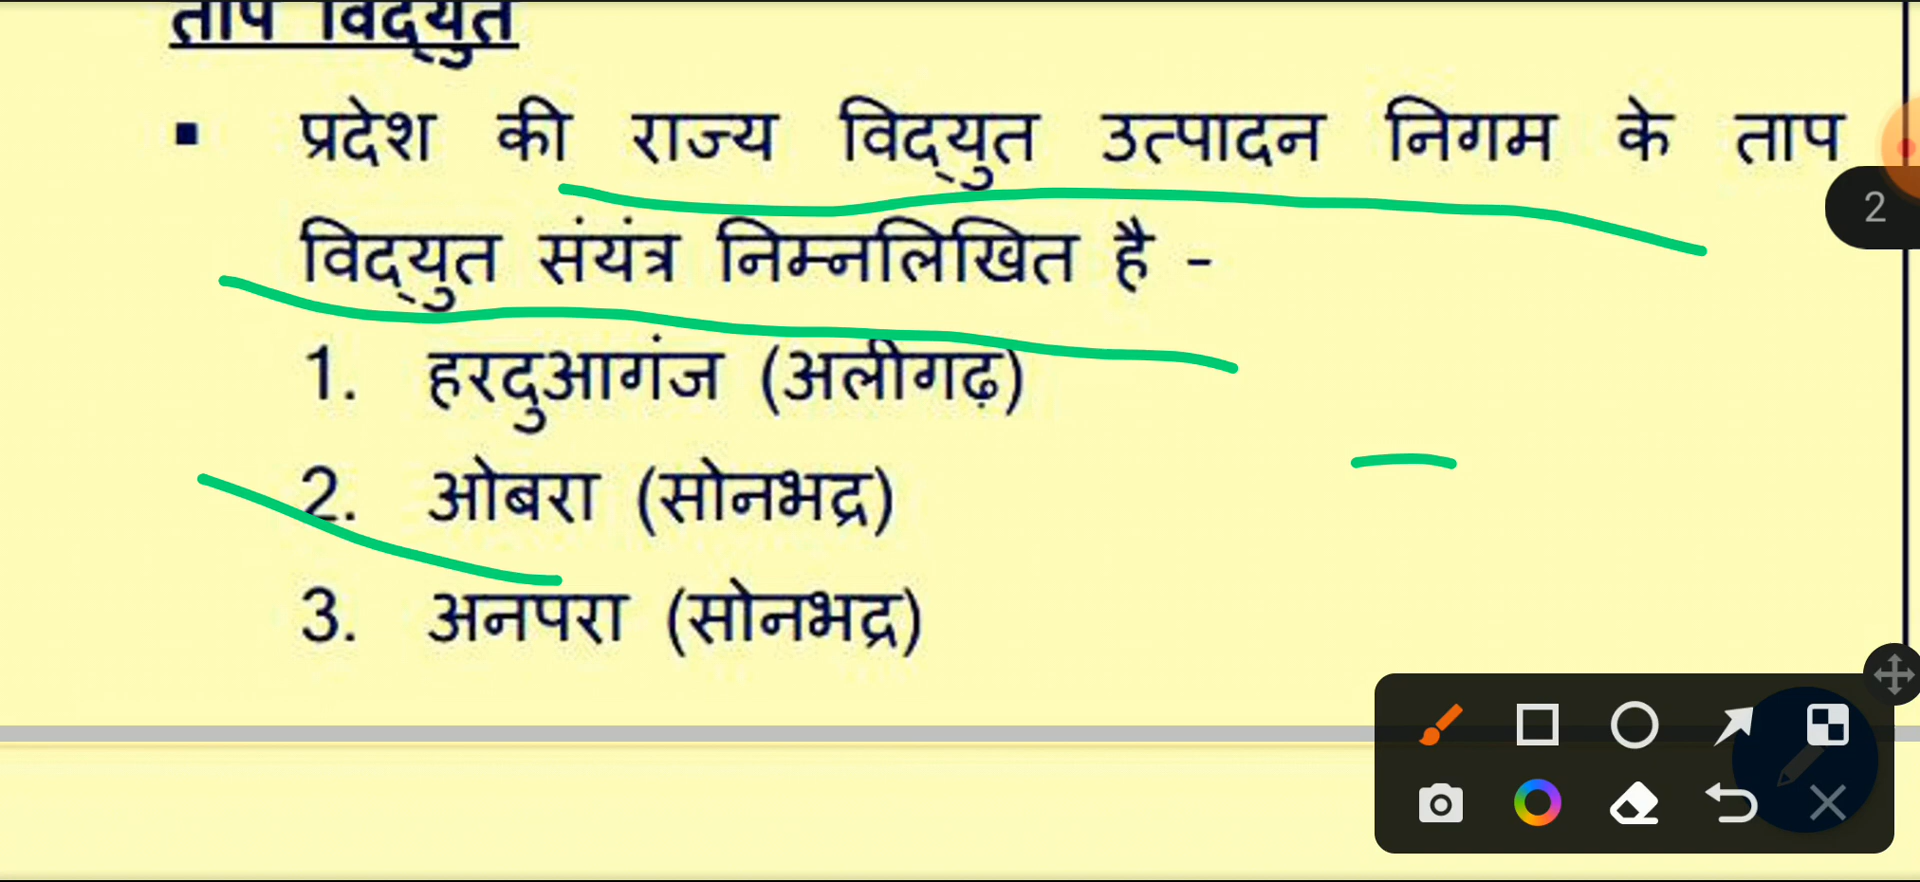 ताप विद्युत
▪ प्रदेश की राज्य विद्युत उत्पादन निगम के ताप
विद्युत संयंत्र निम्नलिखित है -
1. हरदुआगंज (अलीगढ़)
2. ओबरा (सोनभद्र)
3. अनपरा (सोनभद्र)
2